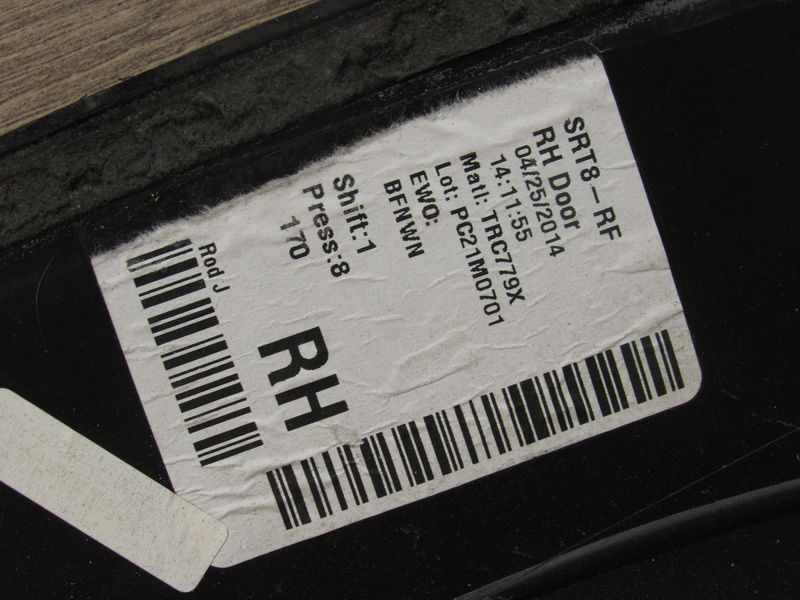 SRT8-RF
RH Door
04/25/2014
14:11:55
Matl: TRC779X
Lot: PC21M0701
EWO:
BFNWN
Shift:1
Press:8
170
Rod J
RH